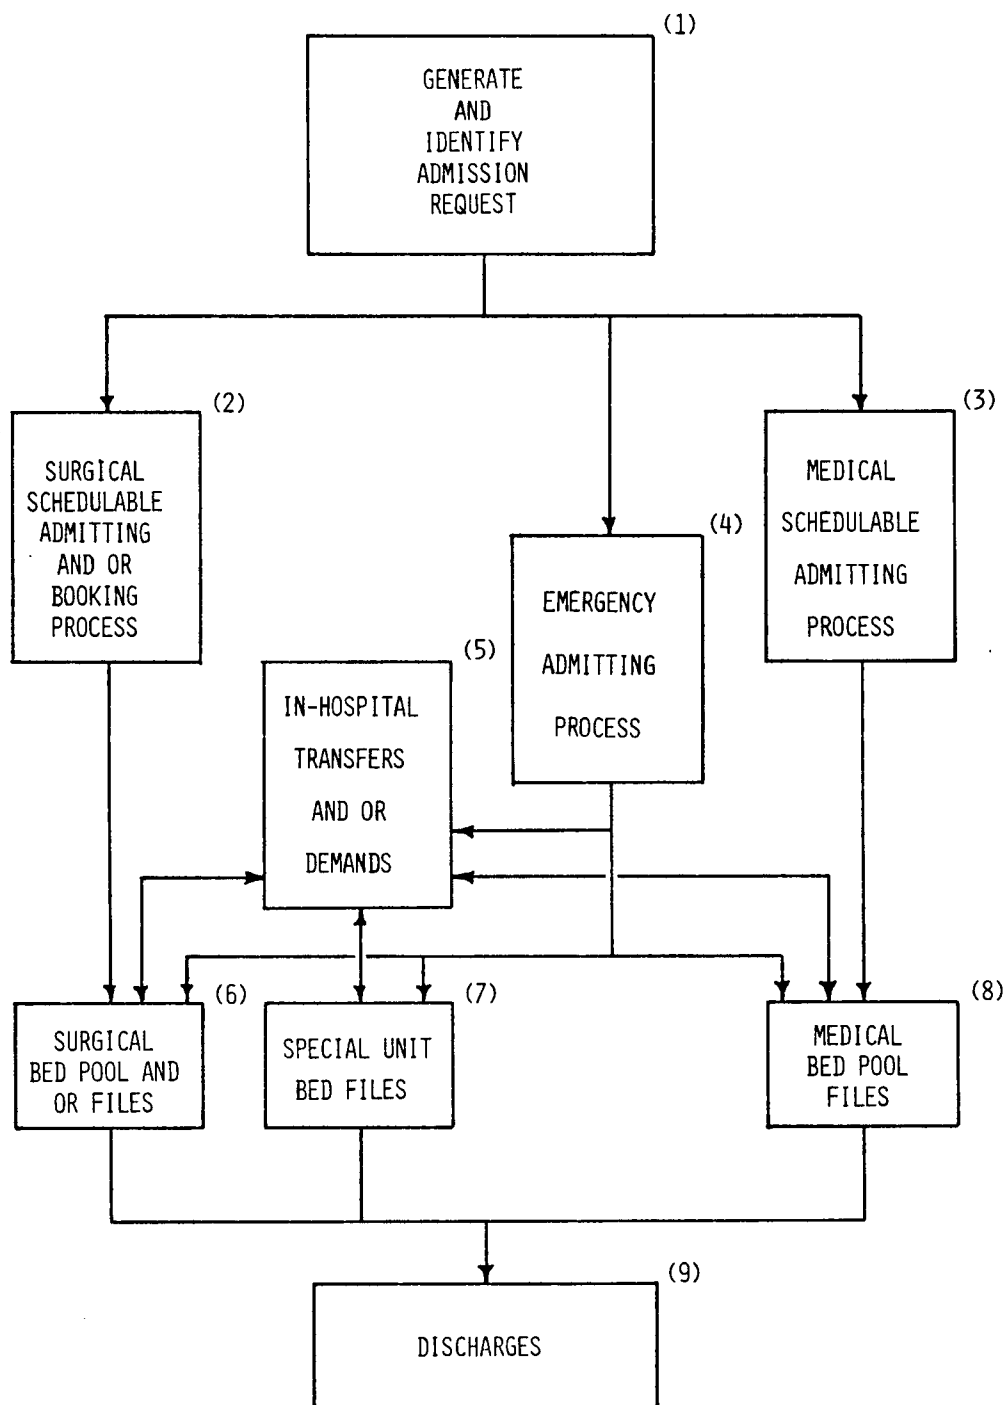 (1)
GENERATE
AND
IDENTIFY
ADMISSION
REQUEST
(2)
SURGICAL
SCHEDULABLE
ADMITTING
AND OR
BOOKING
PROCESS
(3)
MEDICAL
SCHEDULABLE
ADMITTING
PROCESS
(4)
EMERGENCY
ADMITTING
PROCESS
(5)
IN-HOSPITAL
TRANSFERS
AND OR
DEMANDS
(6)
SURGICAL
BED POOL AND
OR FILES
(7)
SPECIAL UNIT
BED FILES
(8)
MEDICAL
BED POOL
FILES
(9)
DISCHARGES